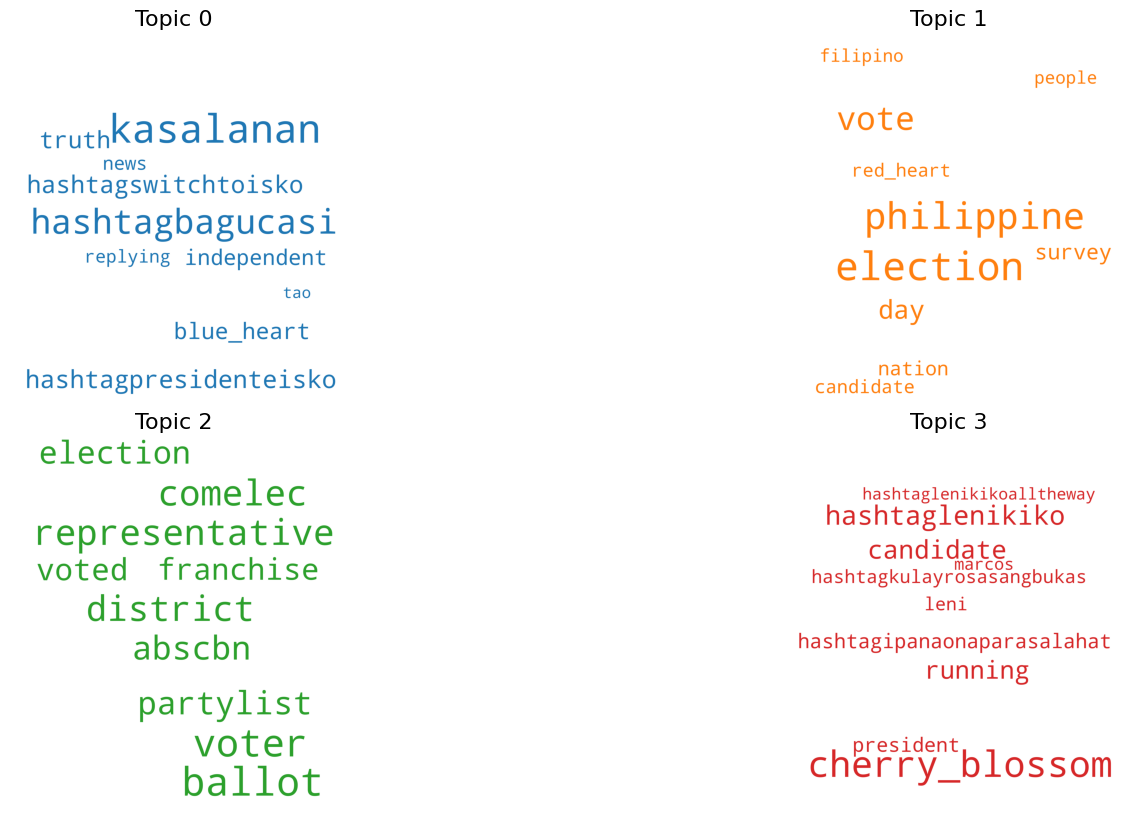 Topic 0
kasalanan
truth
news
hashtagswitchtoisko
hashtagbagucasi
replying independent
tao
blue_heart
hashtagpresidenteisko
Topic 1
filipino
people
vote
red_heart
philippine
survey
election
day
nation
candidate
Topic 2
election
comelec
representative
voted franchise
district
abscbn
partylist
voter
ballot
Topic 3
hashtaglenikikoalltheway
hashtaglenikiko
candidate
marcos
hashtagkulayrosasangbukas
leni
hashtagipanaonaparasalahat
running
president
cherry_blossom